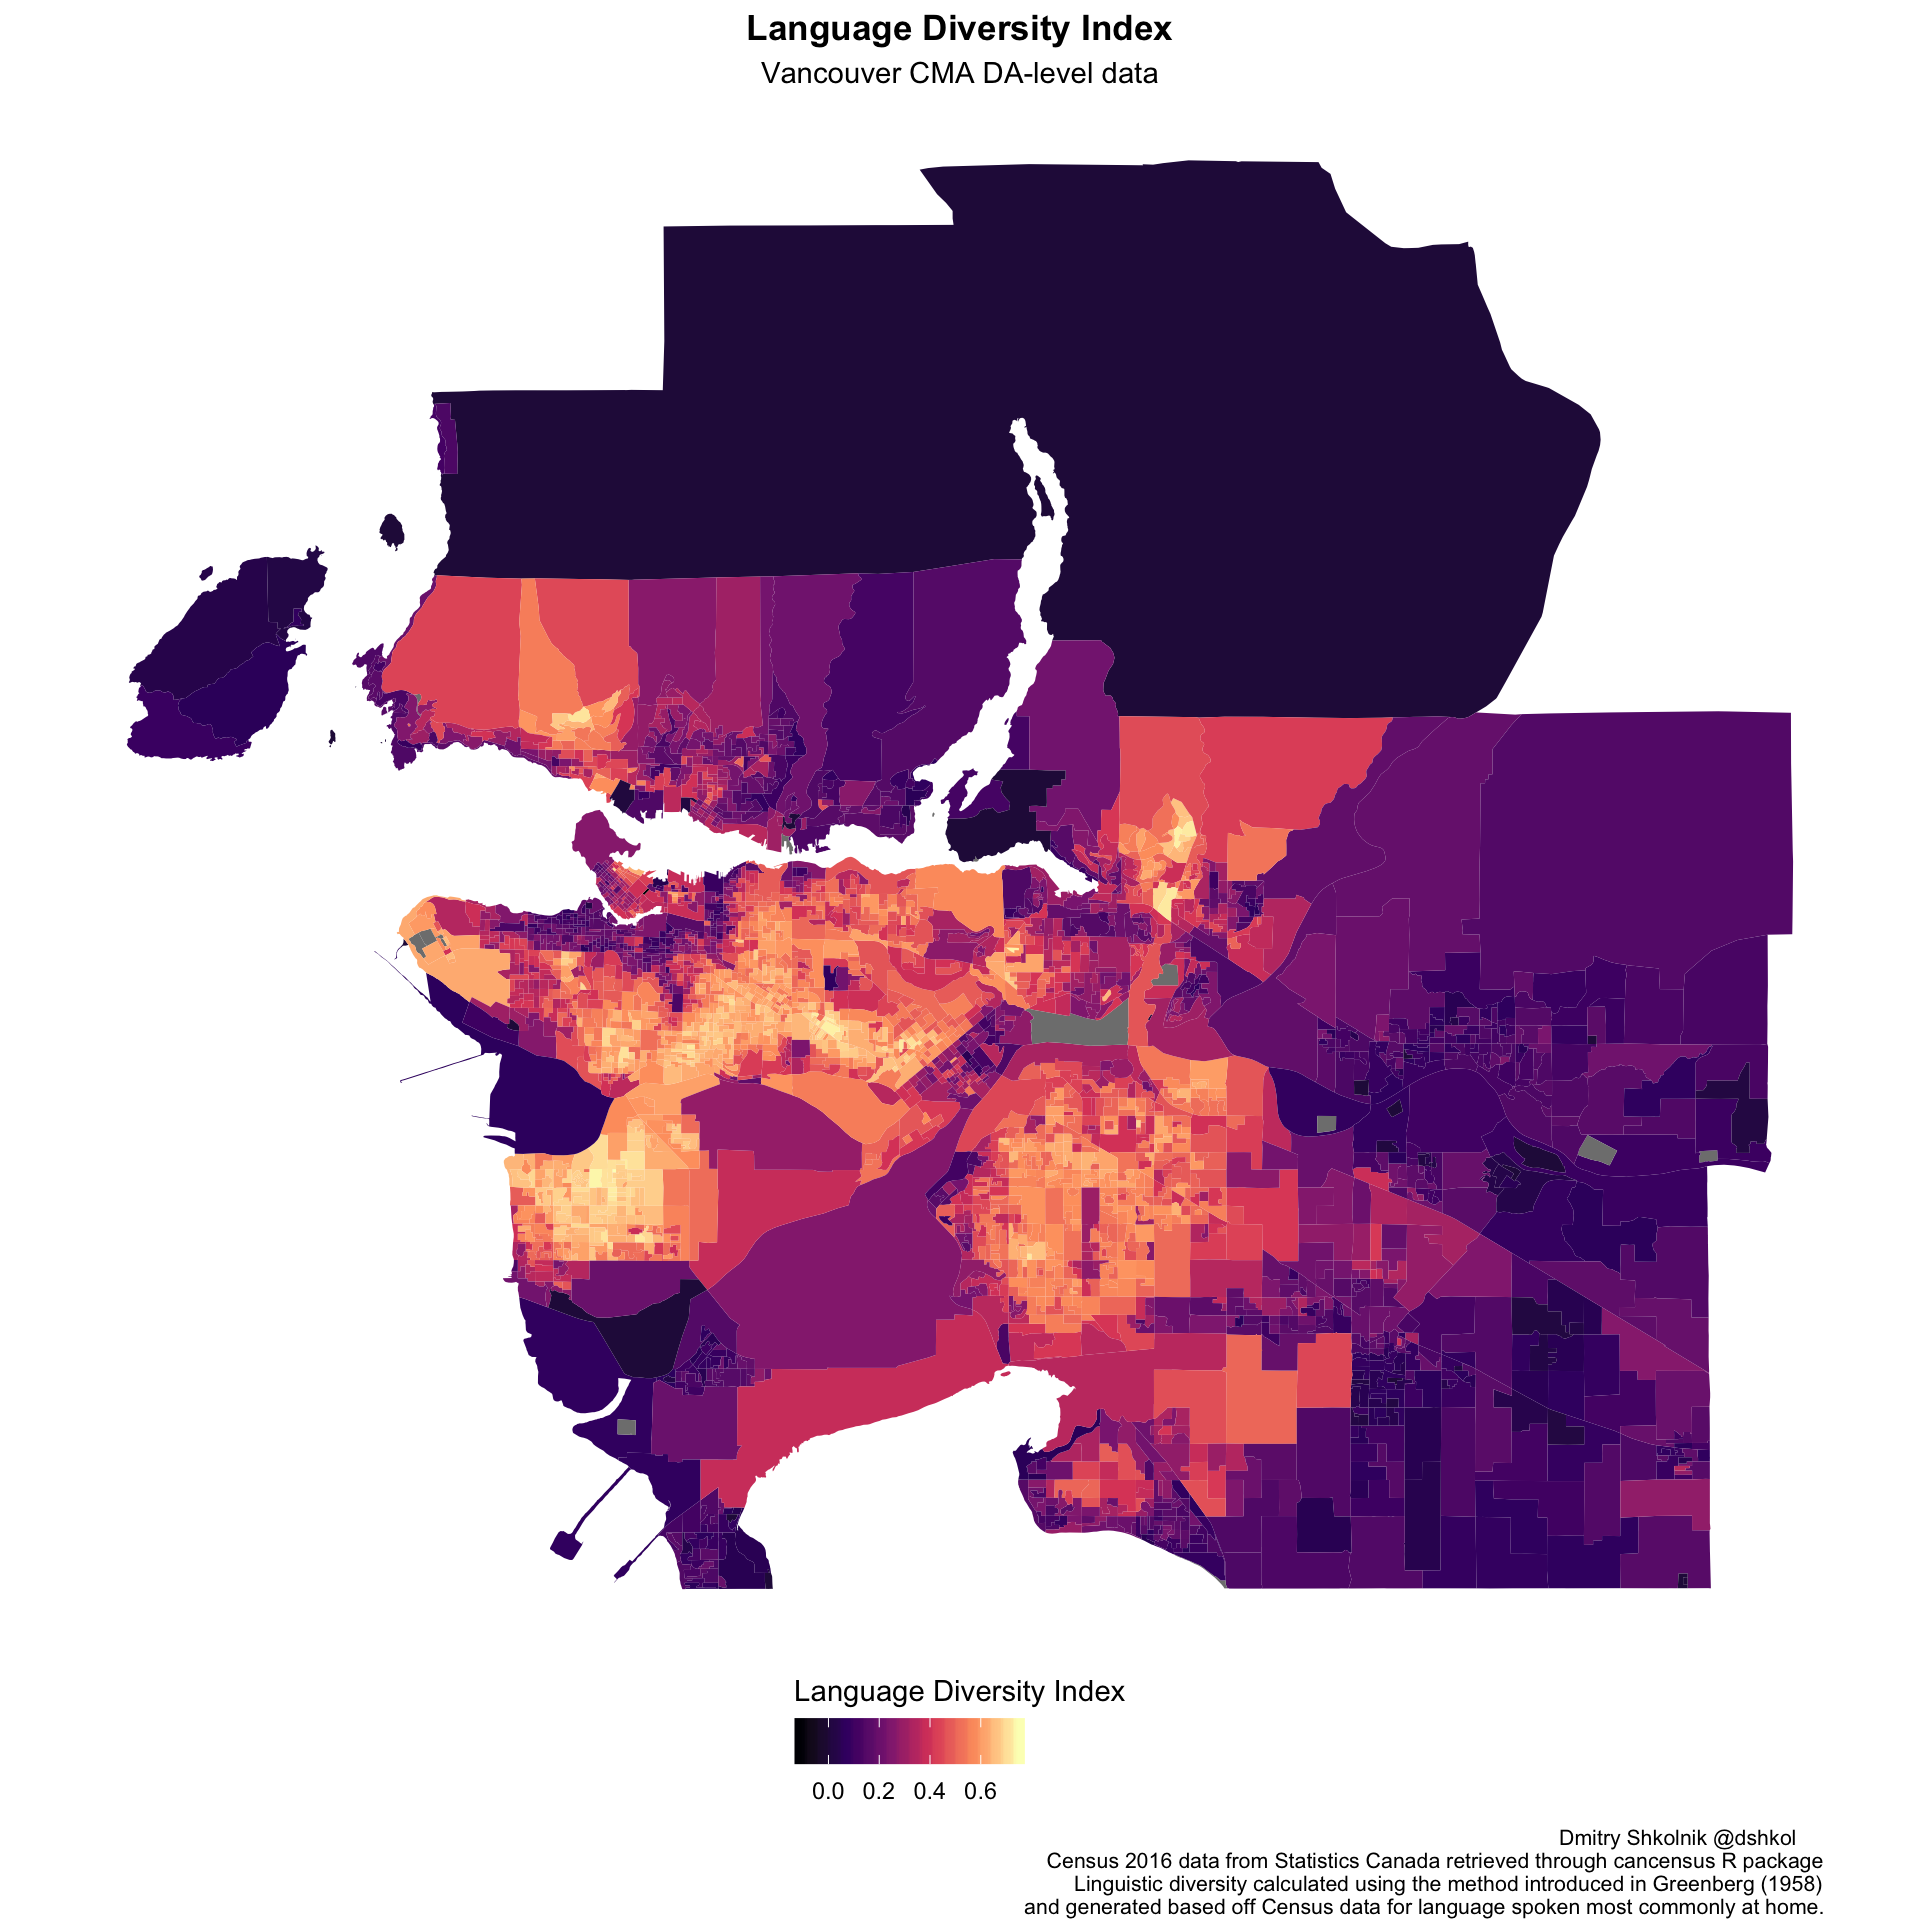 Language Diversity Index
Vancouver CMA DA-level data
Language Diversity Index
0.0 0.2 0.4 0.6
Dmitry Shkolnik @dshkol
Census 2016 data from Statistics Canada retrieved through cancensus R package
Linguistic diversity calculated using the method introduced in Greenberg (1958)
and generated based off Census data for language spoken most commonly at home.